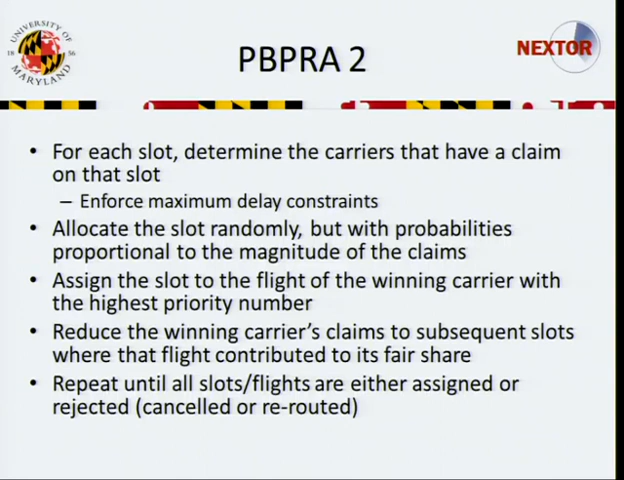 UNIVERSITY OF
18 56
MARYLAND
PBPRA 2
NEXTOR
• For each slot, determine the carriers that have a claim
on that slot
– Enforce maximum delay constraints
• Allocate the slot randomly, but with probabilities
proportional to the magnitude of the claims
• Assign the slot to the flight of the winning carrier with
the highest priority number
• Reduce the winning carrier's claims to subsequent slots
where that flight contributed to its fair share
• Repeat until all slots/flights are either assigned or
rejected (cancelled or re-routed)